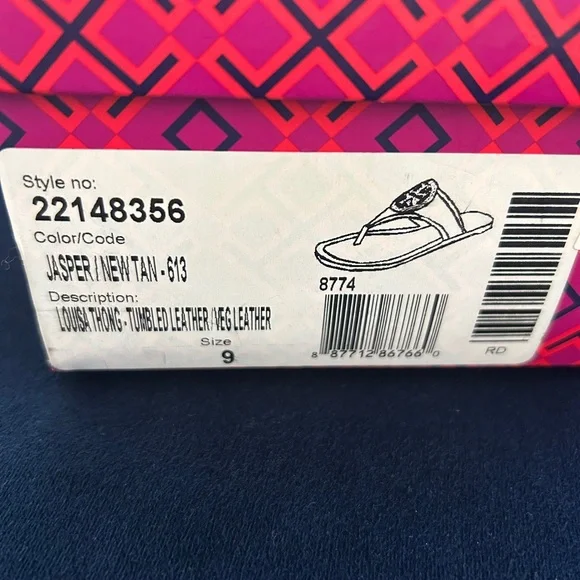 Style no:
22148356
Color/Code
JASPER / NEW TAN - 613
Description:
LOUISA THONG - TUMBLED LEATHER /VEG LEATHER
Size
9
8774
8 87712 86766 0
RD